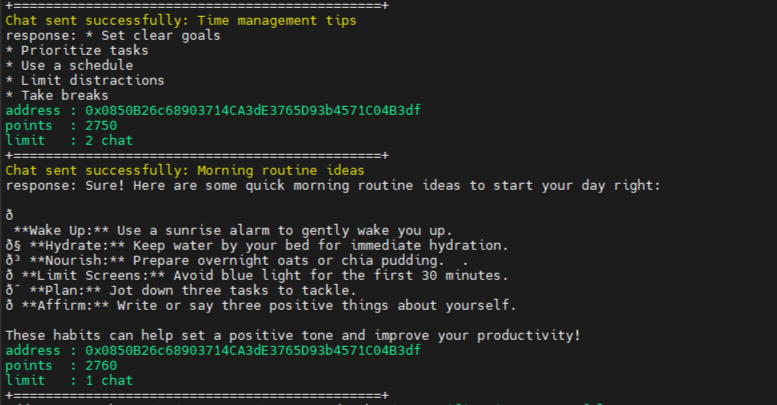 +==============================================+
Chat sent successfully: Time management tips
response: * Set clear goals
* Prioritize tasks
* Use a schedule
* Limit distractions
* Take breaks
address : 0x0850B26c68903714CA3dE3765D93b4571C04B3df
points  : 2750
limit   : 2 chat
+==============================================+
Chat sent successfully: Morning routine ideas
response: Sure! Here are some quick morning routine ideas to start your day right:

ð
 **Wake Up:** Use a sunrise alarm to gently wake you up.
ð§ **Hydrate:** Keep water by your bed for immediate hydration.
ð³ **Nourish:** Prepare overnight oats or chia pudding.  .
ð **Limit Screens:** Avoid blue light for the first 30 minutes.
ð¯ **Plan:** Jot down three tasks to tackle.
ð **Affirm:** Write or say three positive things about yourself.

These habits can help set a positive tone and improve your productivity!
address : 0x0850B26c68903714CA3dE3765D93b4571C04B3df
points  : 2760
limit   : 1 chat
+==============================================+